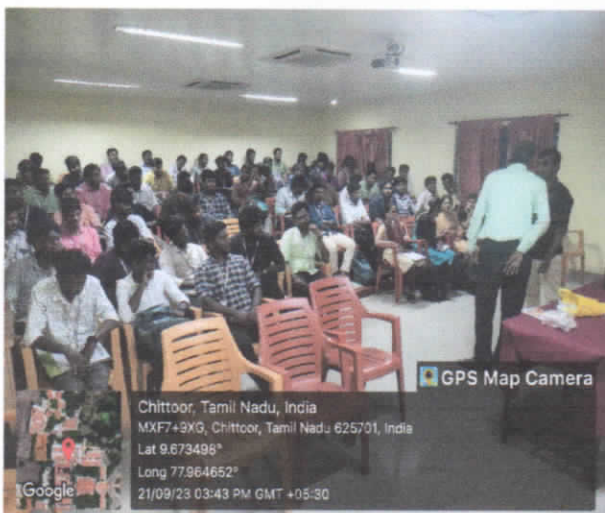 GPS Map Camera
Chittoor, Tamil Nadu, India
MXF7+9XG, Chittoor, Tamil Nadu 625701, India
Lat 9.673498°
Long 77.964652°
21/09/23 03:43 PM GMT +05:30
Google